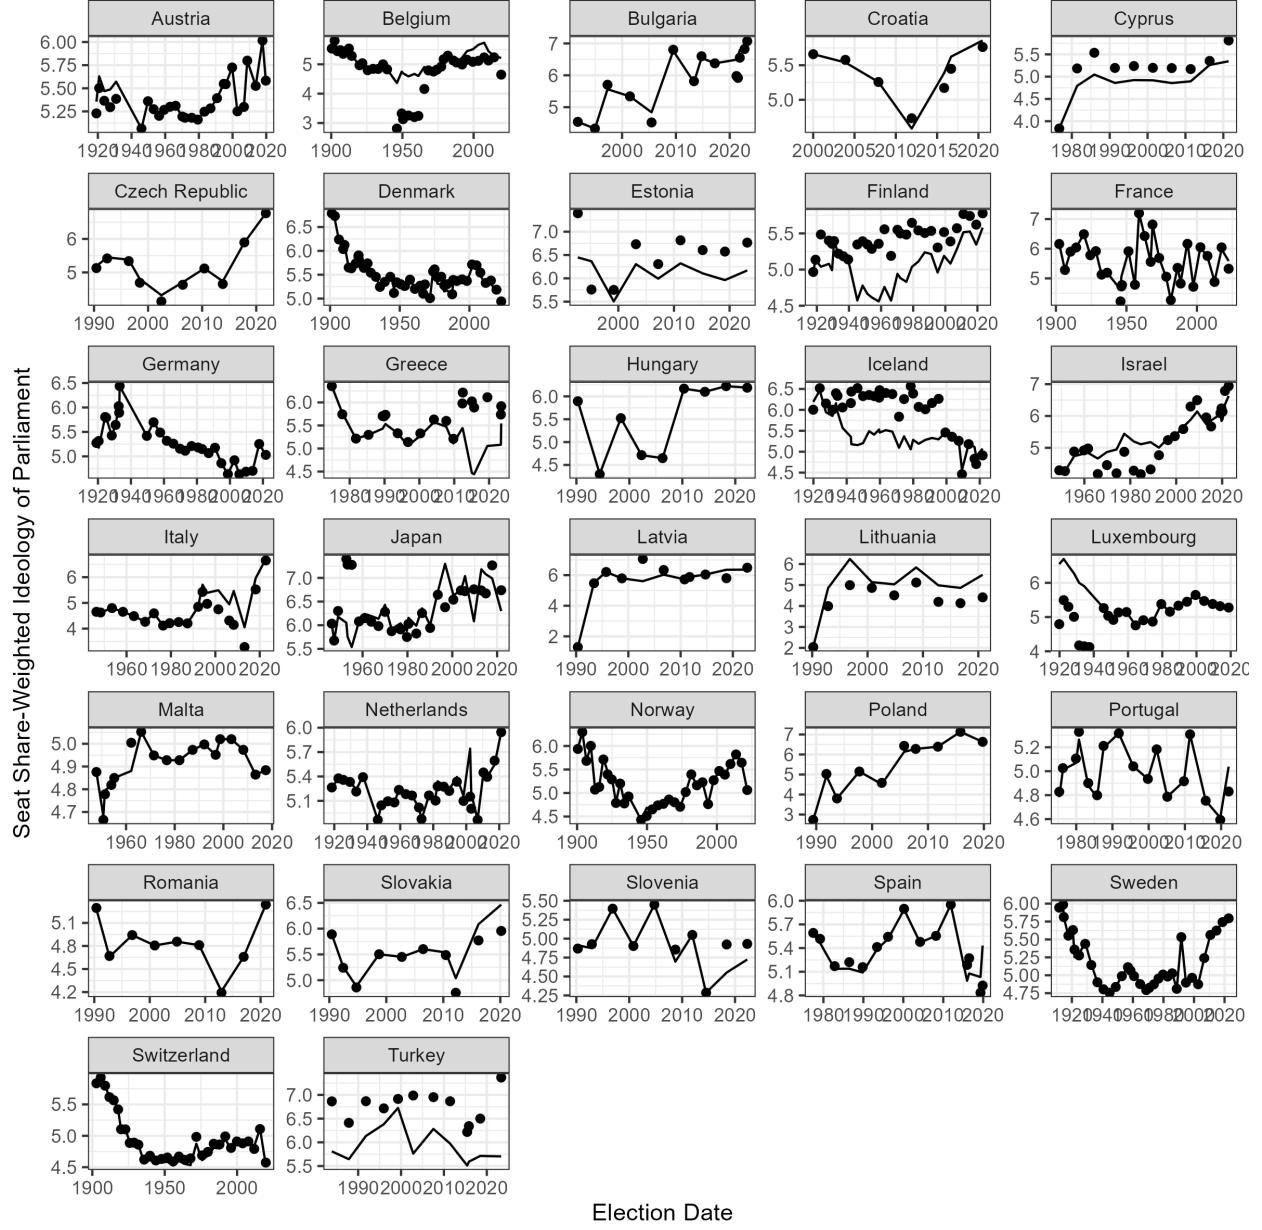 Austria Belgium Bulgaria Croatia Cyprus
6.00 5.75 5.50 5.25
5 4 3
7 6 5
5.5 5.0
5.5 5.0 4.5 4.0
1920 1940 1960 1980 2000 2020
1900 1950 2000
2000 2010 2020
2000 2005 2010 2015 2020
1980 1990 2000 2010 2020
Czech Republic Denmark Estonia Finland France
6 5
6.5 6.0 5.5 5.0
7.0 6.5 6.0 5.5
5.5 5.0 4.5
7 6 5
1990 2000 2010 2020
1900 1950 2000
2000 2010 2020
1920 1940 1960 1980 2000 2020
1900 1950 2000
Germany Greece Hungary Iceland Israel
6.5 6.0 5.5 5.0
6.0 5.5 5.0 4.5
6.0 5.5 5.0 4.5
6.5 6.0 5.5 5.0 4.5
7 6 5
1920 1940 1960 1980 2000 2020
1980 1990 2000 2010 2020
1990 2000 2010 2020
1920 1940 1960 1980 2000 2020
1960 1980 2000 2020
Italy Japan Latvia Lithuania Luxembourg
6 5 4
7.0 6.5 6.0 5.5
6 4 2
6 5 4 3 2
6 5 4
1960 1980 2000 2020
1960 1980 2000 2020
1990 2000 2010 2020
1990 2000 2010 2020
1920 1940 1960 1980 2000 2020
Malta Netherlands Norway Poland Portugal
5.0 4.9 4.8 4.7
6.0 5.7 5.4 5.1
6.0 5.5 5.0 4.5
7 6 5 4 3
5.2 5.0 4.8 4.6
1960 1980 2000 2020
1920 1940 1960 1980 2000 2020
1900 1950 2000
1990 2000 2010 2020
1980 1990 2000 2010 2020
Romania Slovakia Slovenia Spain Sweden
5.1 4.8 4.5 4.2
6.5 6.0 5.5 5.0
5.50 5.25 5.00 4.75 4.50 4.25
6.0 5.7 5.4 5.1 4.8
6.00 5.75 5.50 5.25 5.00 4.75
1990 2000 2010 2020
1990 2000 2010 2020
1990 2000 2010 2020
1980 1990 2000 2010 2020
1920 1940 1960 1980 2000 2020
Switzerland Turkey
5.5 5.0 4.5
7.0 6.5 6.0 5.5
1900 1950 2000
1990 2000 2010 2020
Seat Share-Weighted Ideology of Parliament
Election Date